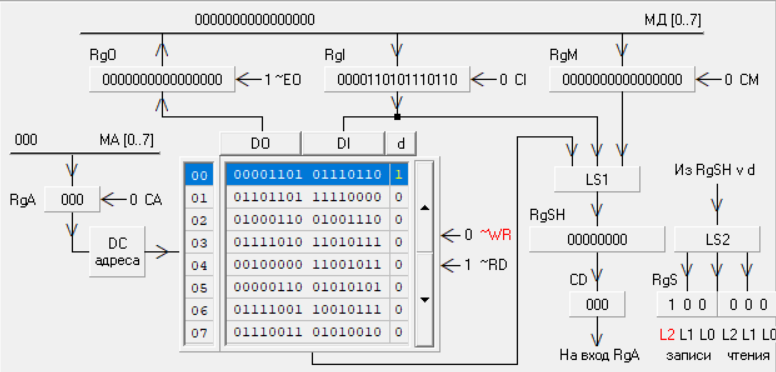 0000000000000000 МД [0..7]
RgO RgI RgM
0000000000000000 1 ~EO 0000110101110110 0 CI 0000000000000000 0 CM
000 МА [0..7]
DO DI d
RgA 000 0 CA
DC адреса
00 00001101 01110110 1
01 01101101 11110000 0
02 01000110 01001110 0
03 01111010 11010111 0
04 00100000 11001011 0
05 00000110 01010101 0
06 01111001 10010111 0
07 01110011 01010010 0
0 ~WR
1 ~RD
LS1
Из RgSH v d
RgSH
00000000 LS2
CD RgS
000 1 0 0 0 0 0
L2 L1 L0 L2 L1 L0
На вход RgA записи чтения